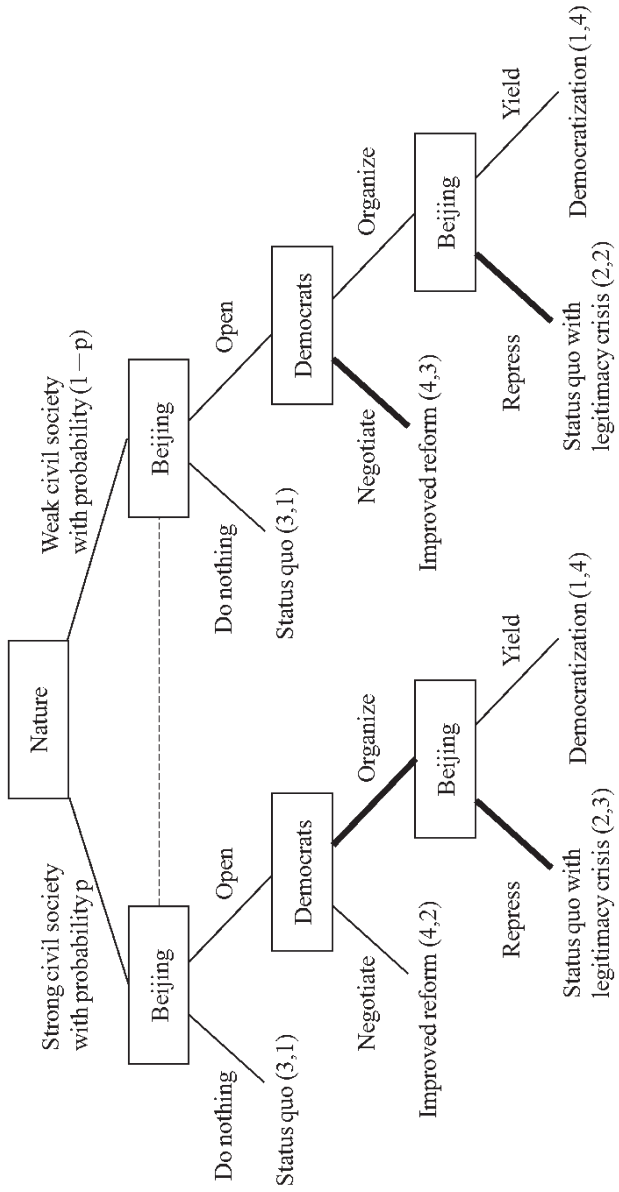 Nature
Strong civil society
with probability p
Weak civil society
with probability (1 — p)
Beijing
Beijing
Do nothing
Open
Do nothing
Open
Status quo (3,1)
Democrats
Status quo (3,1)
Democrats
Negotiate
Organize
Negotiate
Organize
Improved reform (4,2)
Beijing
Improved reform (4,3)
Beijing
Repress
Yield
Repress
Yield
Status quo with
legitimacy crisis (2,3)
Democratization (1,4)
Status quo with
legitimacy crisis (2,2)
Democratization (1,4)